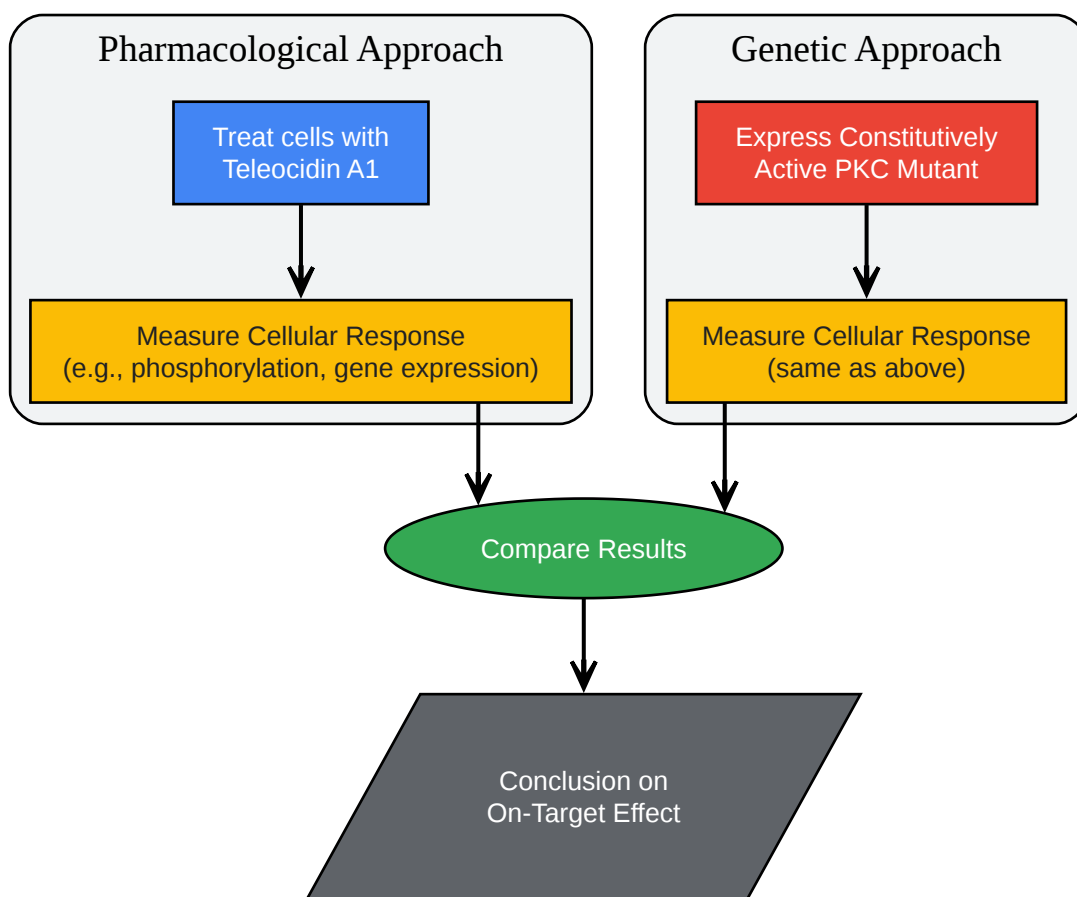 Pharmacological Approach
Treat cells with
Teleocidin A1
Measure Cellular Response
(e.g., phosphorylation, gene expression)
Genetic Approach
Express Constitutively
Active PKC Mutant
Measure Cellular Response
(same as above)
Compare Results
Conclusion on
On-Target Effect